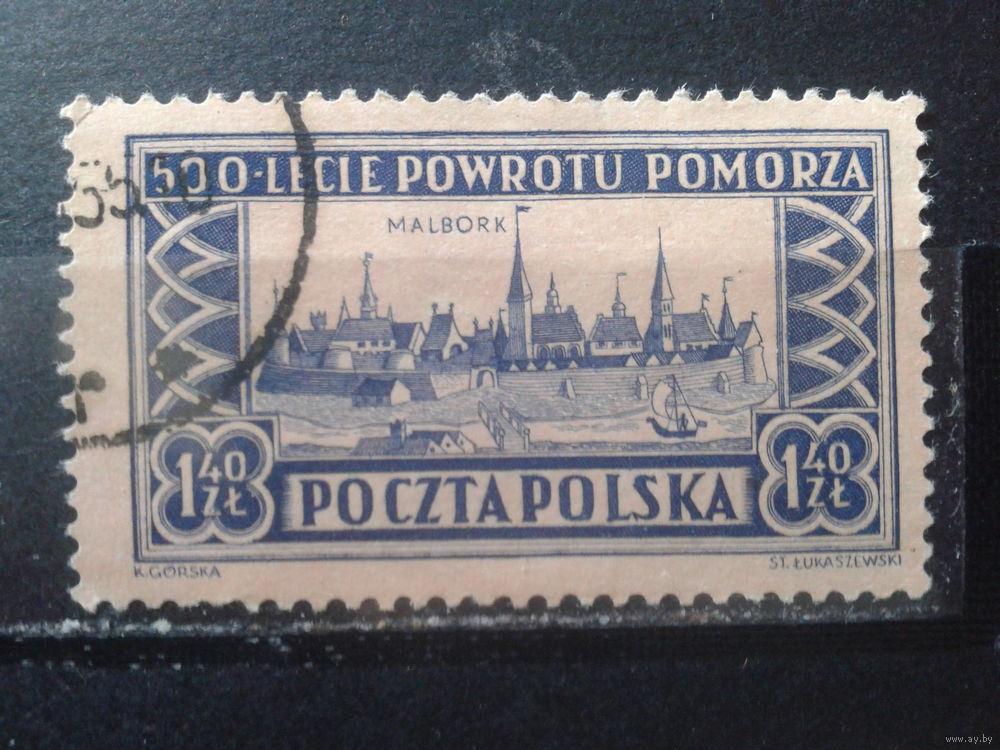 500-LECIE POWROTU POMORZA
MALBORK
1 40 ZŁ
1 40 ZŁ
POCZTA POLSKA
K. GÓRSKA
ST. ŁUKASZEWSKI
www.ay.by